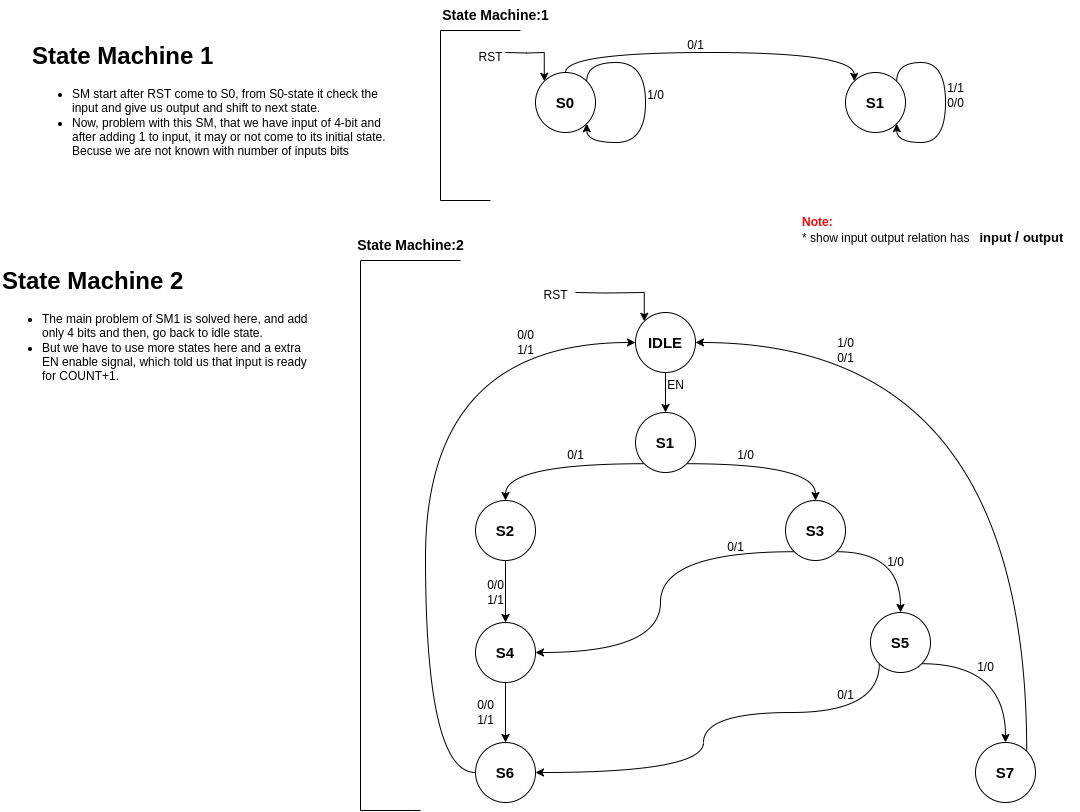 State Machine:1
State Machine 1
SM start after RST come to S0, from S0-state it check the
input and give us output and shift to next state.
Now, problem with this SM, that we have input of 4-bit and
after adding 1 to input, it may or not come to its initial state.
Becuse we are not known with number of inputs bits
RST
0/1
S0
1/0
S1
1/1
0/0
Note:
* show input output relation has input / output
State Machine:2
State Machine 2
The main problem of SM1 is solved here, and add
only 4 bits and then, go back to idle state.
But we have to use more states here and a extra
EN enable signal, which told us that input is ready
for COUNT+1.
RST
0/0
1/1
IDLE
1/0
0/1
EN
S1
0/1
1/0
S2
S3
0/1
1/0
0/0
1/1
S4
S5
0/0
1/1
0/1
1/0
S6
S7